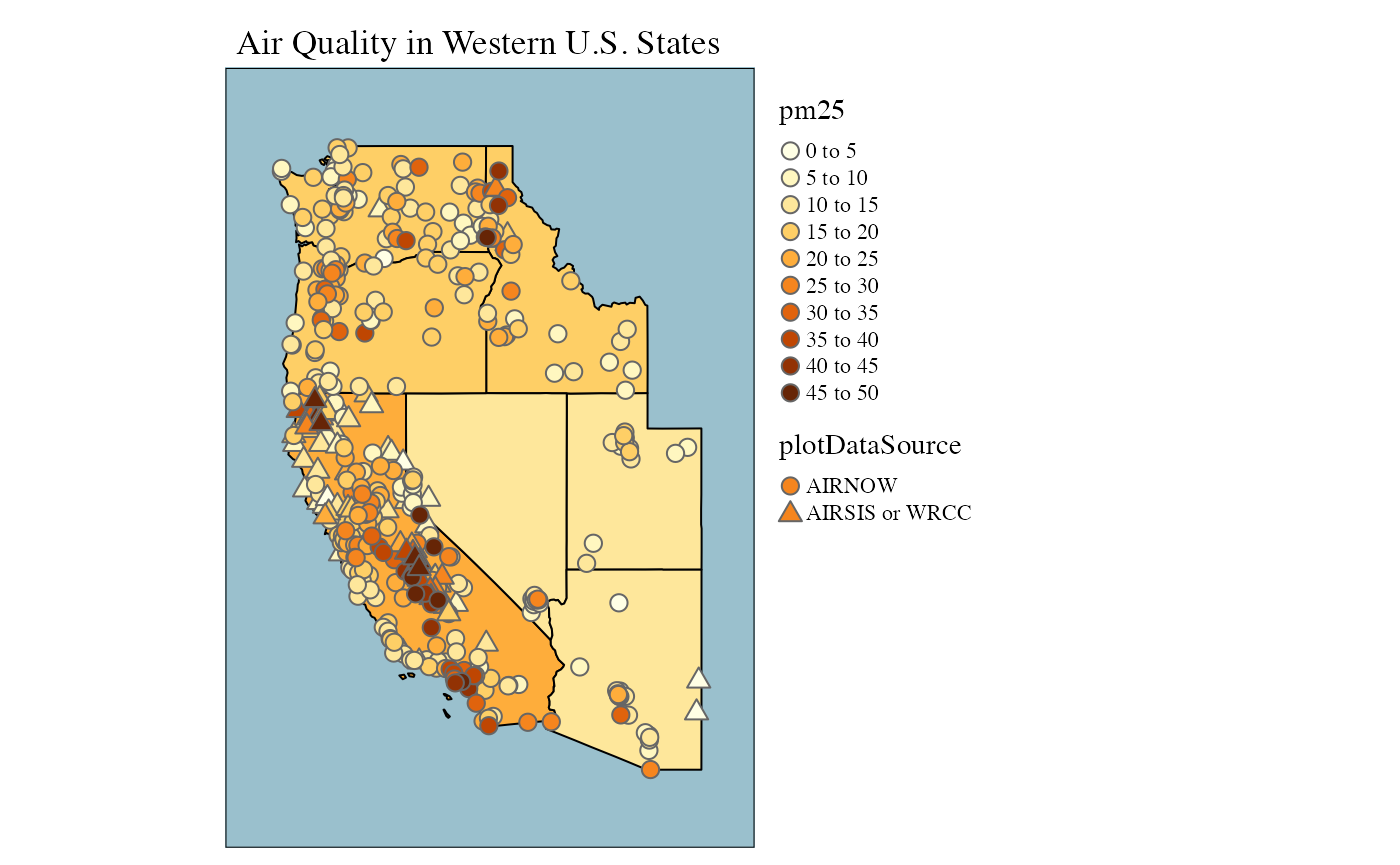 Air Quality in Western U.S. States
pm25
0 to 5
5 to 10
10 to 15
15 to 20
20 to 25
25 to 30
30 to 35
35 to 40
40 to 45
45 to 50
plotDataSource
AIRNOW
AIRSIS or WRCC